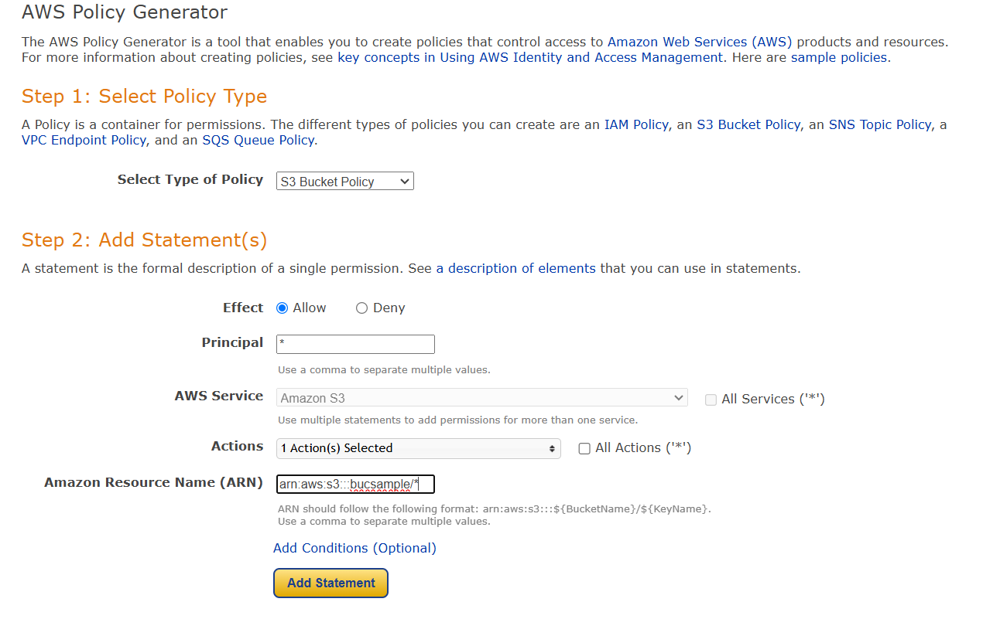 AWS Policy Generator
The AWS Policy Generator is a tool that enables you to create policies that control access to Amazon Web Services (AWS) products and resources.
For more information about creating policies, see key concepts in Using AWS Identity and Access Management. Here are sample policies.
Step 1: Select Policy Type
A Policy is a container for permissions. The different types of policies you can create are an IAM Policy, an S3 Bucket Policy, an SNS Topic Policy, a
VPC Endpoint Policy, and an SQS Queue Policy.
Select Type of Policy S3 Bucket Policy
Step 2: Add Statement(s)
A statement is the formal description of a single permission. See a description of elements that you can use in statements.
Effect Allow Deny
Principal *
Use a comma to separate multiple values.
AWS Service Amazon S3 All Services ('*')
Use multiple statements to add permissions for more than one service.
Actions 1 Action(s) Selected All Actions ('*')
Amazon Resource Name (ARN) arn:aws:s3:::bucsample/*
ARN should follow the following format: arn:aws:s3:::${BucketName}/${KeyName}.
Use a comma to separate multiple values.
Add Conditions (Optional)
Add Statement